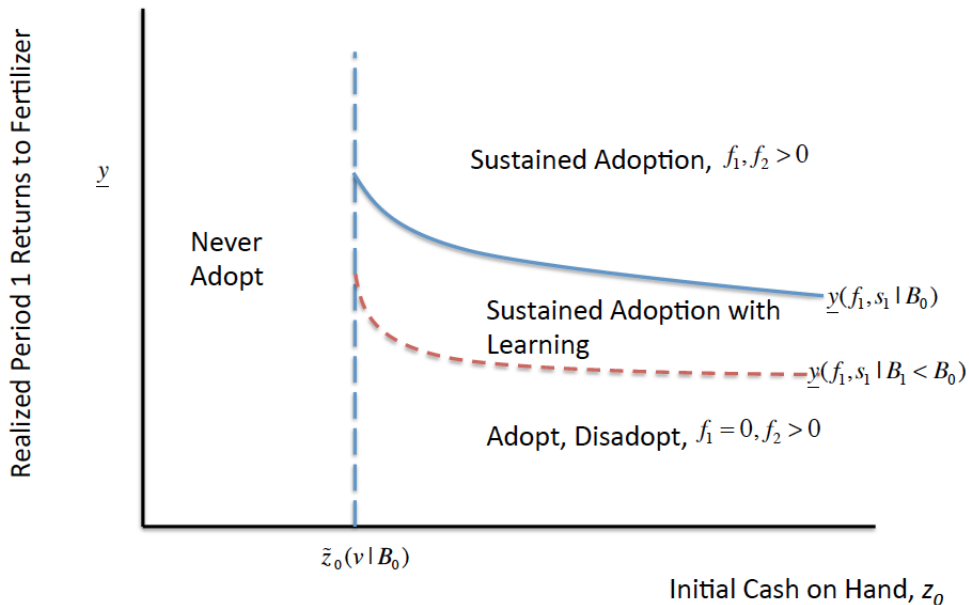 Realized Period 1 Returns to Fertilizer
y
Sustained Adoption, f₁, f₂ > 0
Never
Adopt
y(f₁, s₁ | B₀)
Sustained Adoption with
Learning
y(f₁, s₁ | B₁ < B₀)
Adopt, Disadopt, f₁ = 0, f₂ > 0
z̃₀(v | B₀)
Initial Cash on Hand, z₀